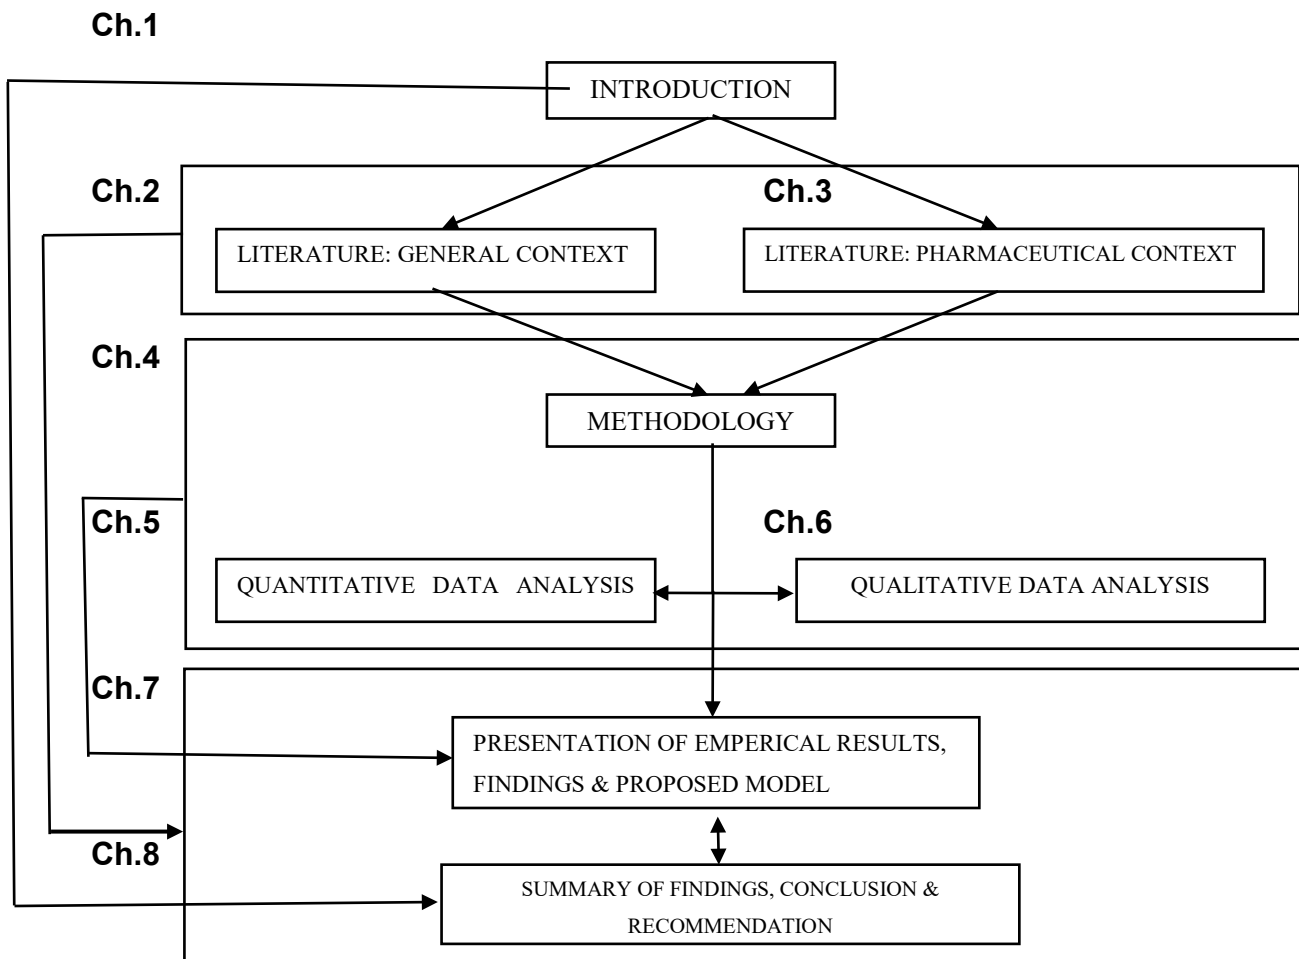 Ch.1
INTRODUCTION
Ch.2
Ch.3
LITERATURE: GENERAL CONTEXT
LITERATURE: PHARMACEUTICAL CONTEXT
Ch.4
METHODOLOGY
Ch.5
Ch.6
QUANTITATIVE DATA ANALYSIS
QUALITATIVE DATA ANALYSIS
Ch.7
PRESENTATION OF EMPERICAL RESULTS,
FINDINGS & PROPOSED MODEL
Ch.8
SUMMARY OF FINDINGS, CONCLUSION &
RECOMMENDATION